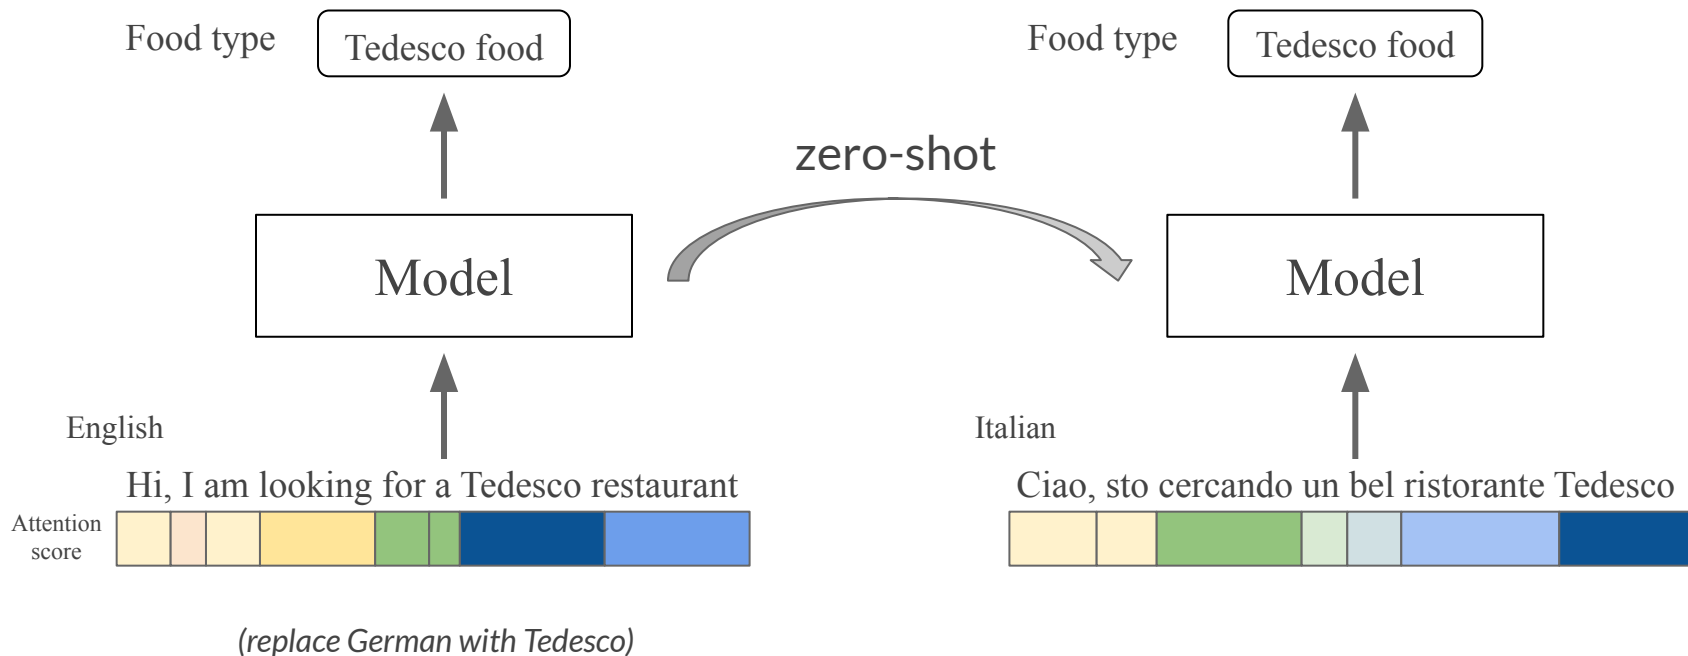 Food type
Tedesco food
Model
English
Hi, I am looking for a Tedesco restaurant
Attention
score
(replace German with Tedesco)
zero-shot
Food type
Tedesco food
Model
Italian
Ciao, sto cercando un bel ristorante Tedesco